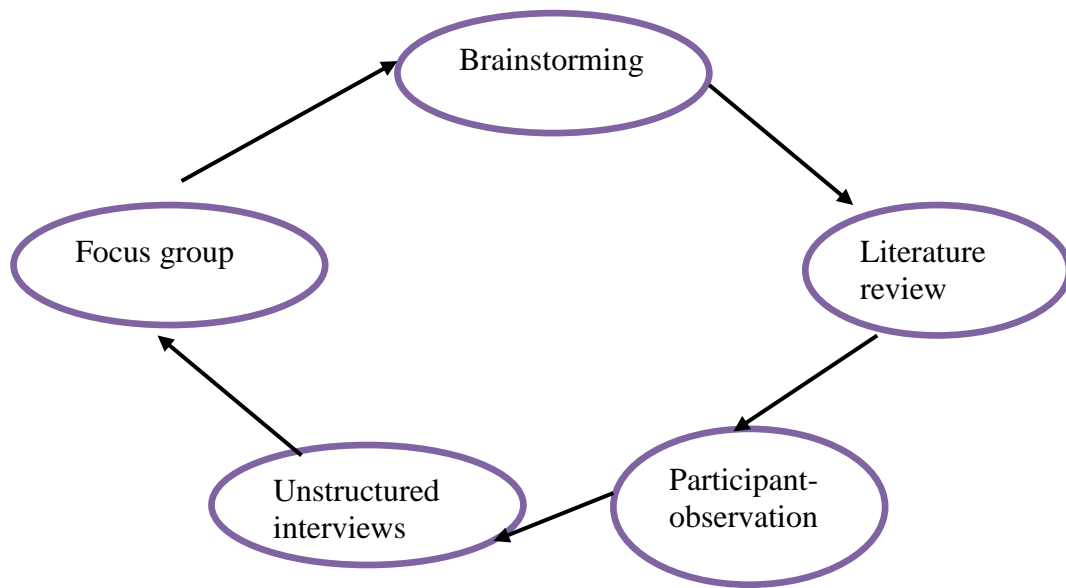 Brainstorming
Focus group
Literature
review
Participant-
observation
Unstructured
interviews